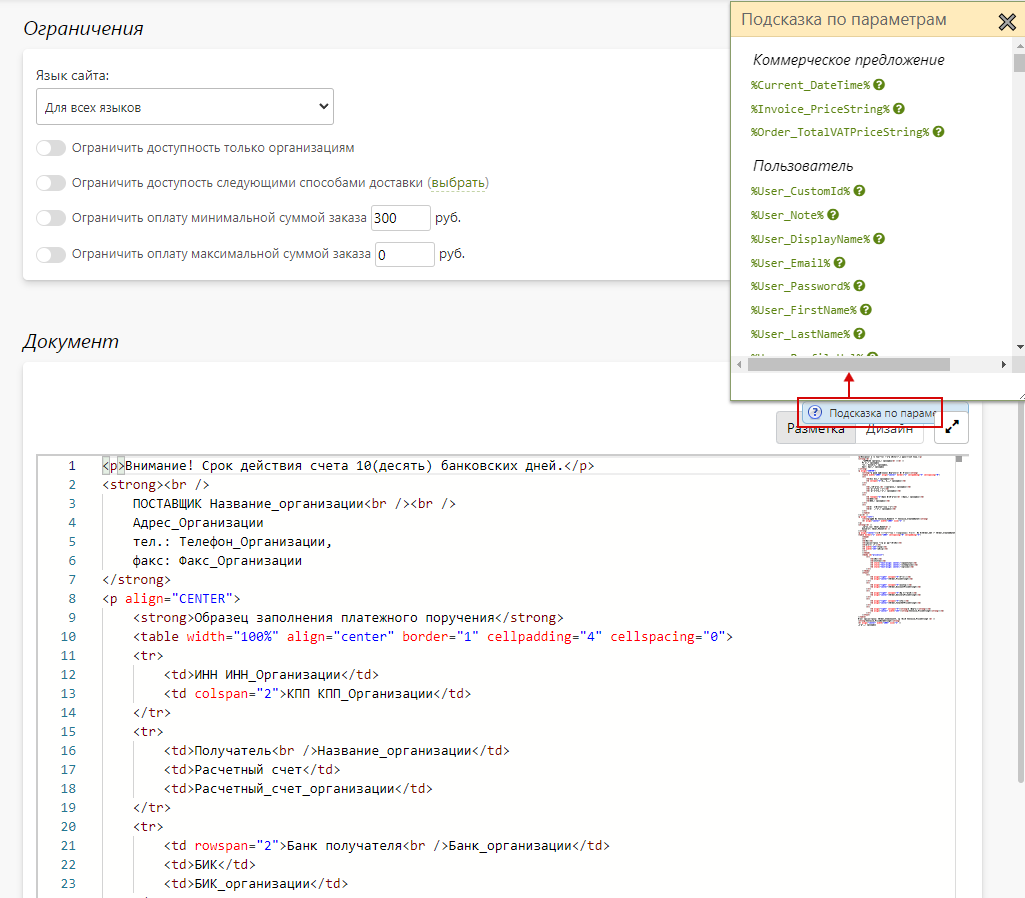 Ограничения
Язык сайта:
Для всех языков
Ограничить доступность только организациям
Ограничить доступость следующими способами доставки (выбрать)
Ограничить оплату минимальной суммой заказа 300 руб.
Ограничить оплату максимальной суммой заказа 0 руб.
Подсказка по параметрам
Коммерческое предложение
%Current_DateTime%
%Invoice_PriceString%
%Order_TotalVATPriceString%
Пользователь
%User_CustomId%
%User_Note%
%User_DisplayName%
%User_Email%
%User_Password%
%User_FirstName%
%User_LastName%
Документ
Подсказка по параме
Разметка Дизайн
1 <p>Внимание! Срок действия счета 10(десять) банковских дней.</p>
2 <strong><br />
3 ПОСТАВЩИК Название_организации<br /><br />
4 Адрес_Организации
5 тел.: Телефон_Организации,
6 факс: Факс_Организации
7 </strong>
8 <p align="CENTER">
9 <strong>Образец заполнения платежного поручения</strong>
10 <table width="100%" align="center" border="1" cellpadding="4" cellspacing="0">
11 <tr>
12 <td>ИНН ИНН_Организации</td>
13 <td colspan="2">КПП КПП_Организации</td>
14 </tr>
15 <tr>
16 <td>Получатель<br />Название_организации</td>
17 <td>Расчетный счет</td>
18 <td>Расчетный_счет_организации</td>
19 </tr>
20 <tr>
21 <td rowspan="2">Банк получателя<br />Банк_организации</td>
22 <td>БИК</td>
23 <td>БИК_организации</td>